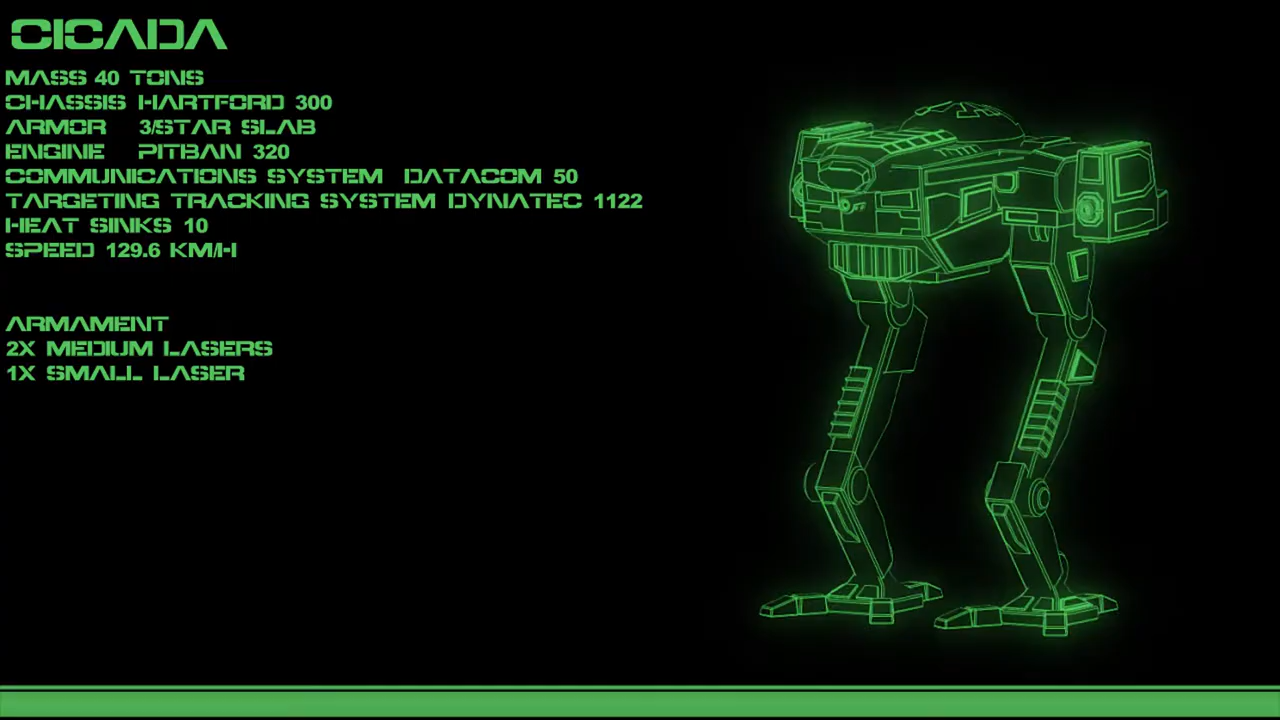 CICADA
MASS 40 TONS
CHASSIS HARTFORD 300
ARMOR 3/STAR SLAB
ENGINE PITBAN 320
COMMUNICATIONS SYSTEM DATACOM 50
TARGETING TRACKING SYSTEM DYNATEC 1122
HEAT SINKS 10
SPEED 129.6 KM/H
ARMAMENT
2X MEDIUM LASERS
1X SMALL LASER